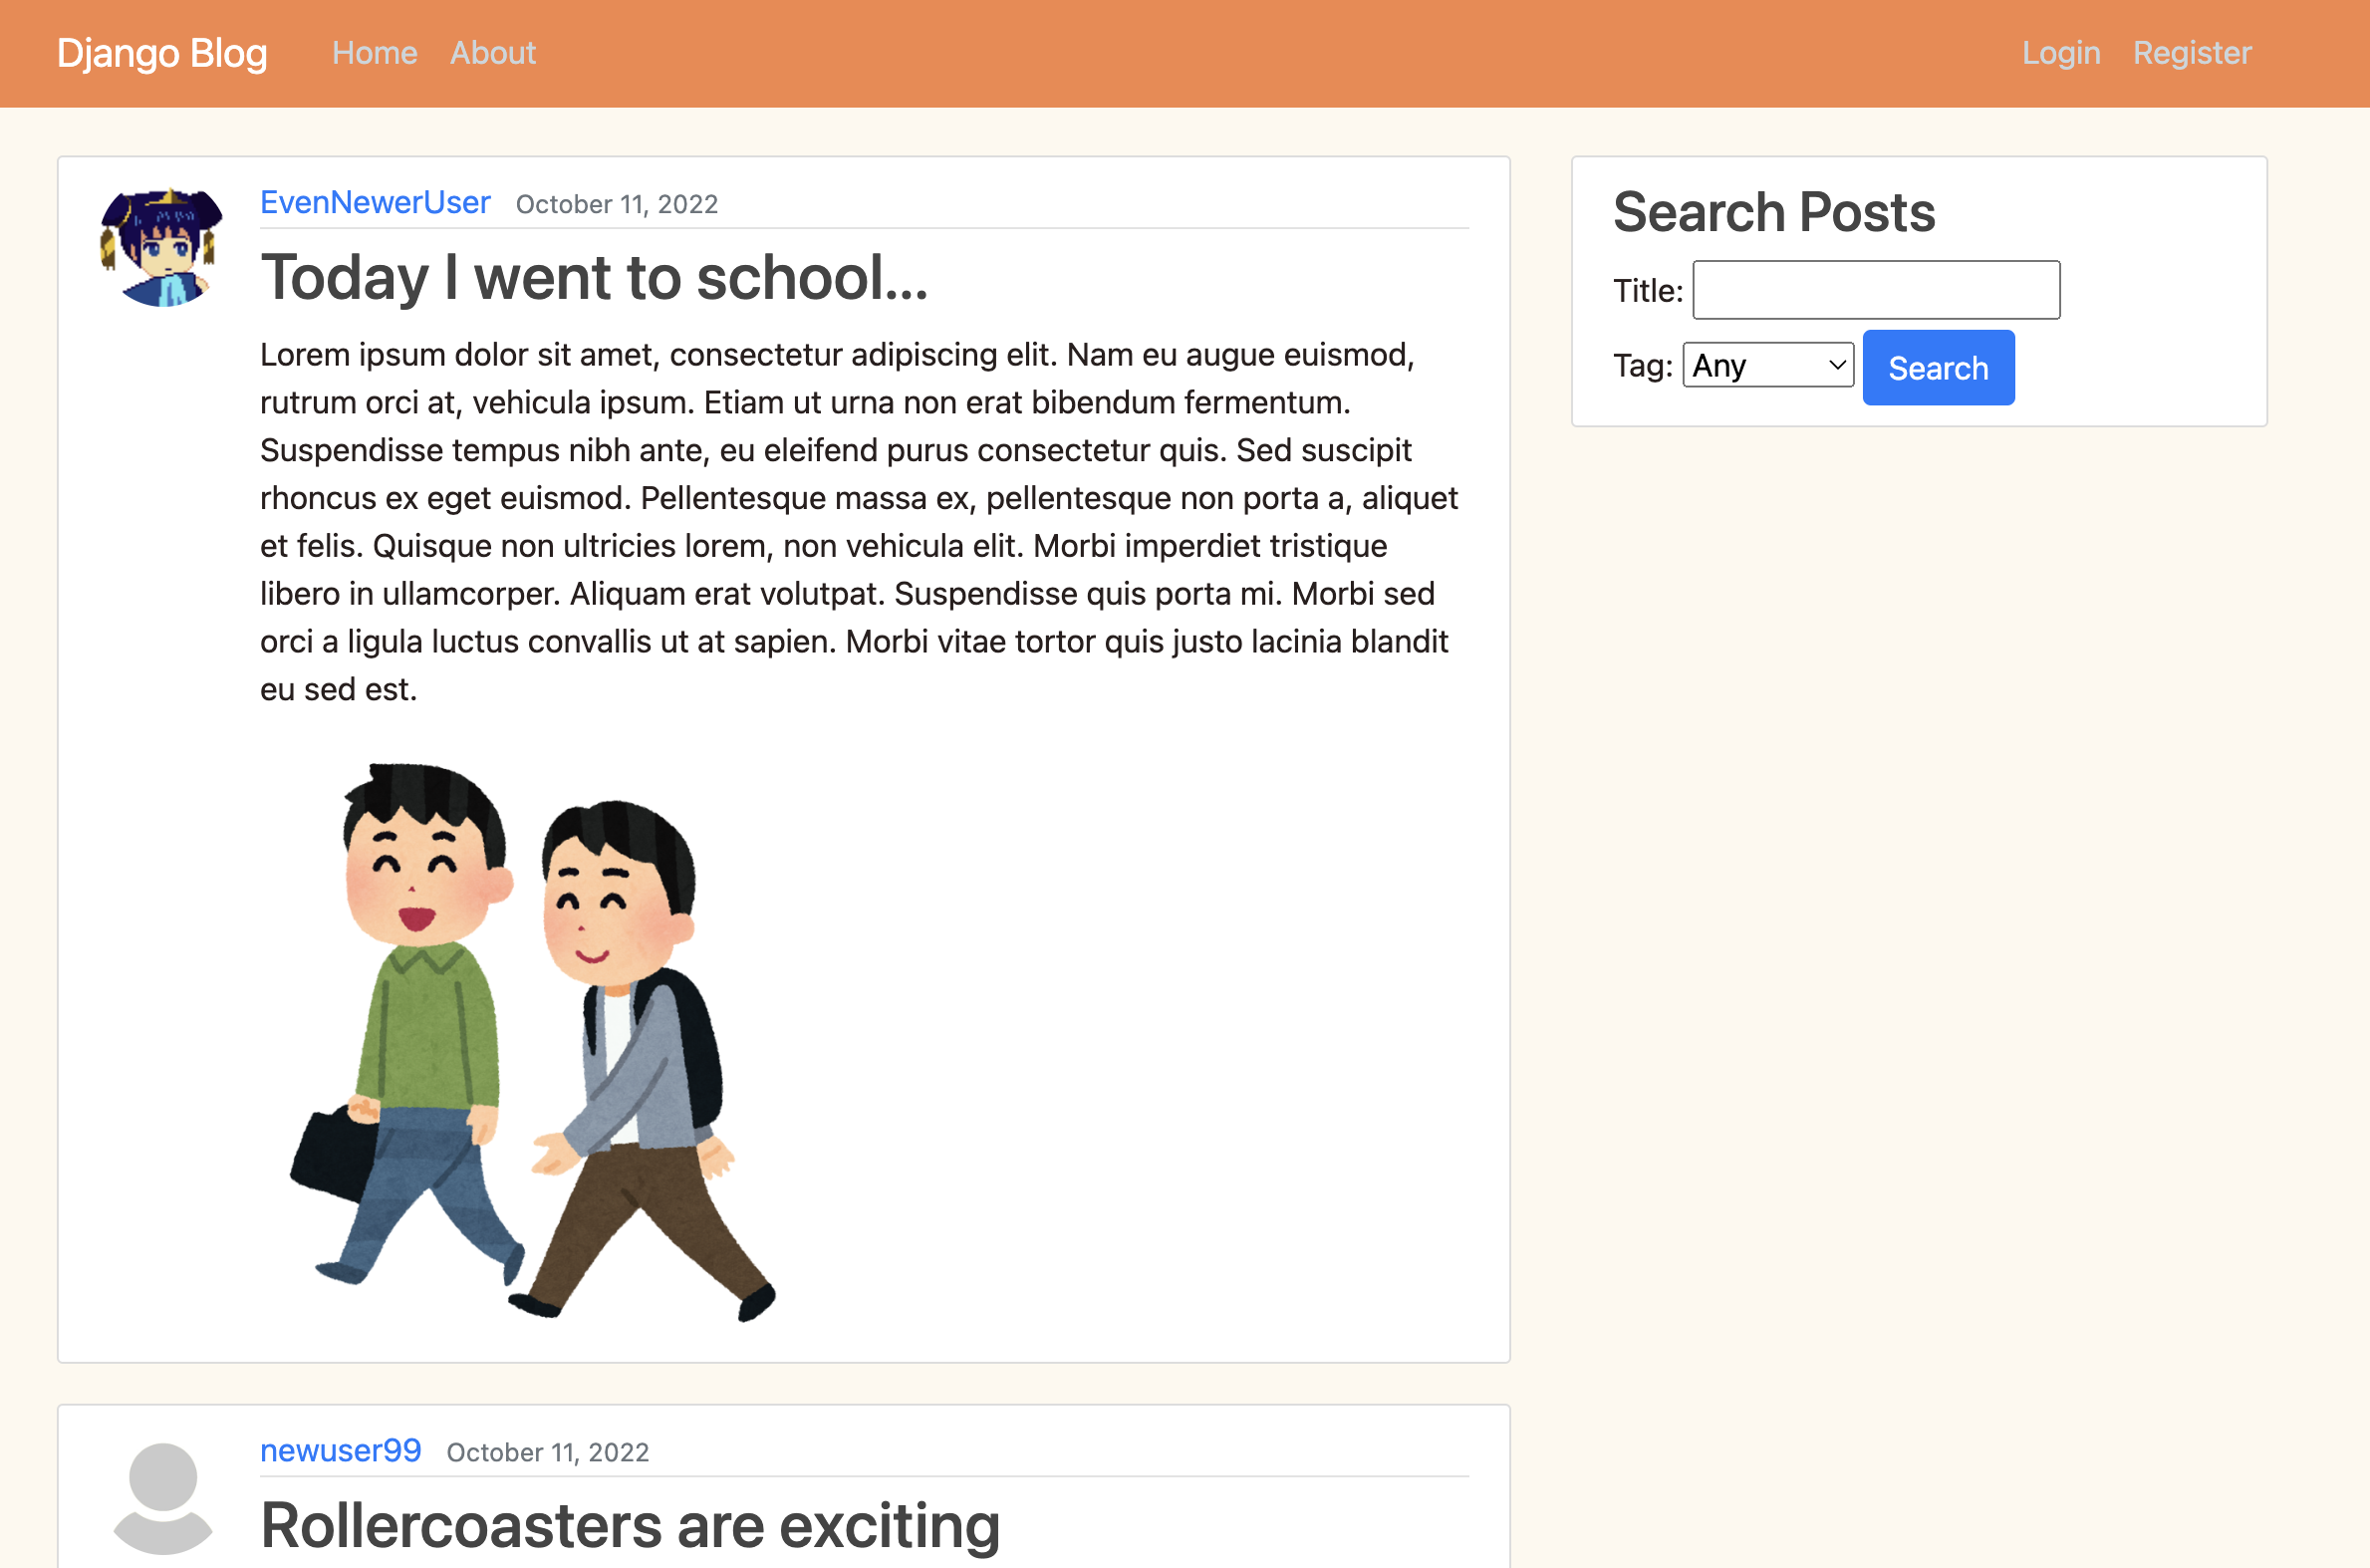 Django Blog Home About Login Register
EvenNewerUser October 11, 2022
Today I went to school...
Lorem ipsum dolor sit amet, consectetur adipiscing elit. Nam eu augue euismod,
rutrum orci at, vehicula ipsum. Etiam ut urna non erat bibendum fermentum.
Suspendisse tempus nibh ante, eu eleifend purus consectetur quis. Sed suscipit
rhoncus ex eget euismod. Pellentesque massa ex, pellentesque non porta a, aliquet
et felis. Quisque non ultricies lorem, non vehicula elit. Morbi imperdiet tristique
libero in ullamcorper. Aliquam erat volutpat. Suspendisse quis porta mi. Morbi sed
orci a ligula luctus convallis ut at sapien. Morbi vitae tortor quis justo lacinia blandit
eu sed est.
Search Posts
Title:
Tag: Any Search
newuser99 October 11, 2022
Rollercoasters are exciting